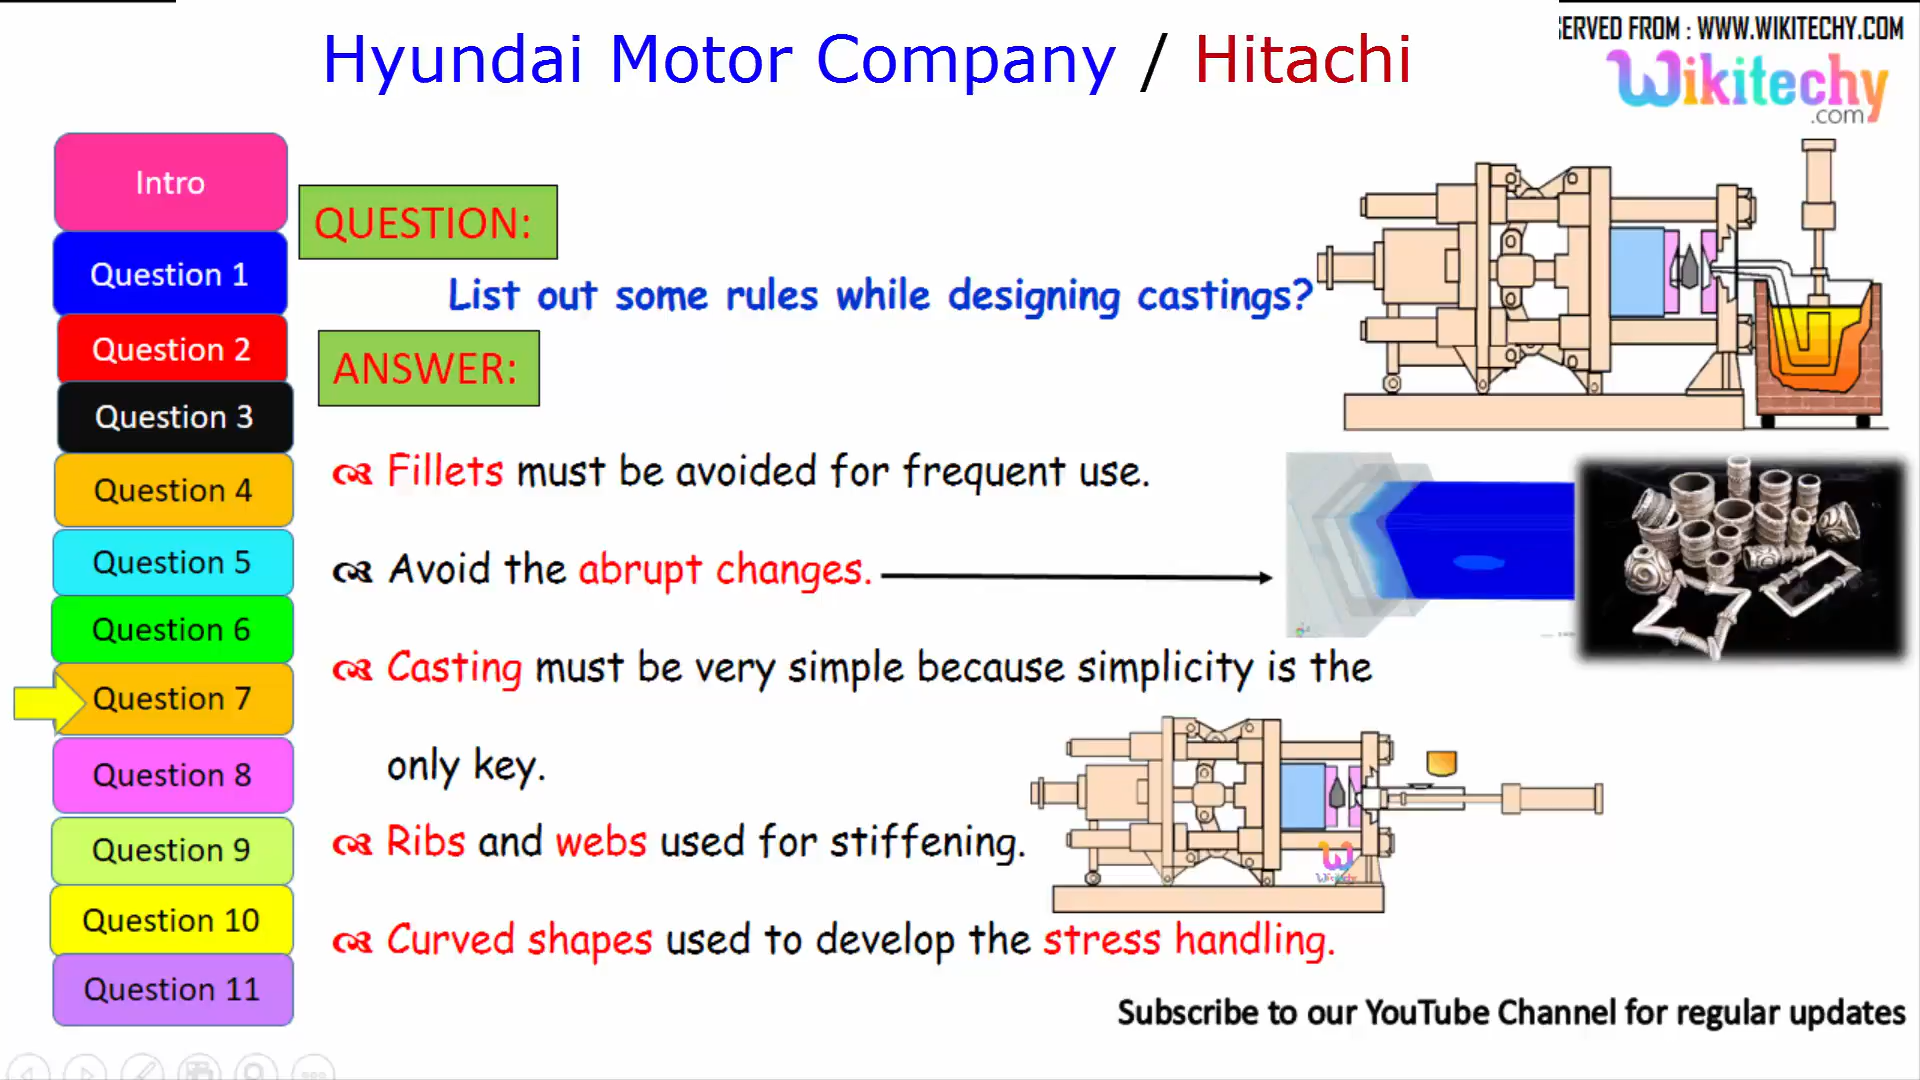 SERVED FROM : WWW.WIKITECHY.COM
Hyundai Motor Company / Hitachi
Wikitechy
.com
Intro
Question 1
Question 2
Question 3
Question 4
Question 5
Question 6
Question 7
Question 8
Question 9
Question 10
Question 11
QUESTION:
List out some rules while designing castings?
ANSWER:
Fillets must be avoided for frequent use.
Avoid the abrupt changes.
Casting must be very simple because simplicity is the
only key.
Ribs and webs used for stiffening.
Wikitechy
Curved shapes used to develop the stress handling.
Subscribe to our YouTube Channel for regular updates